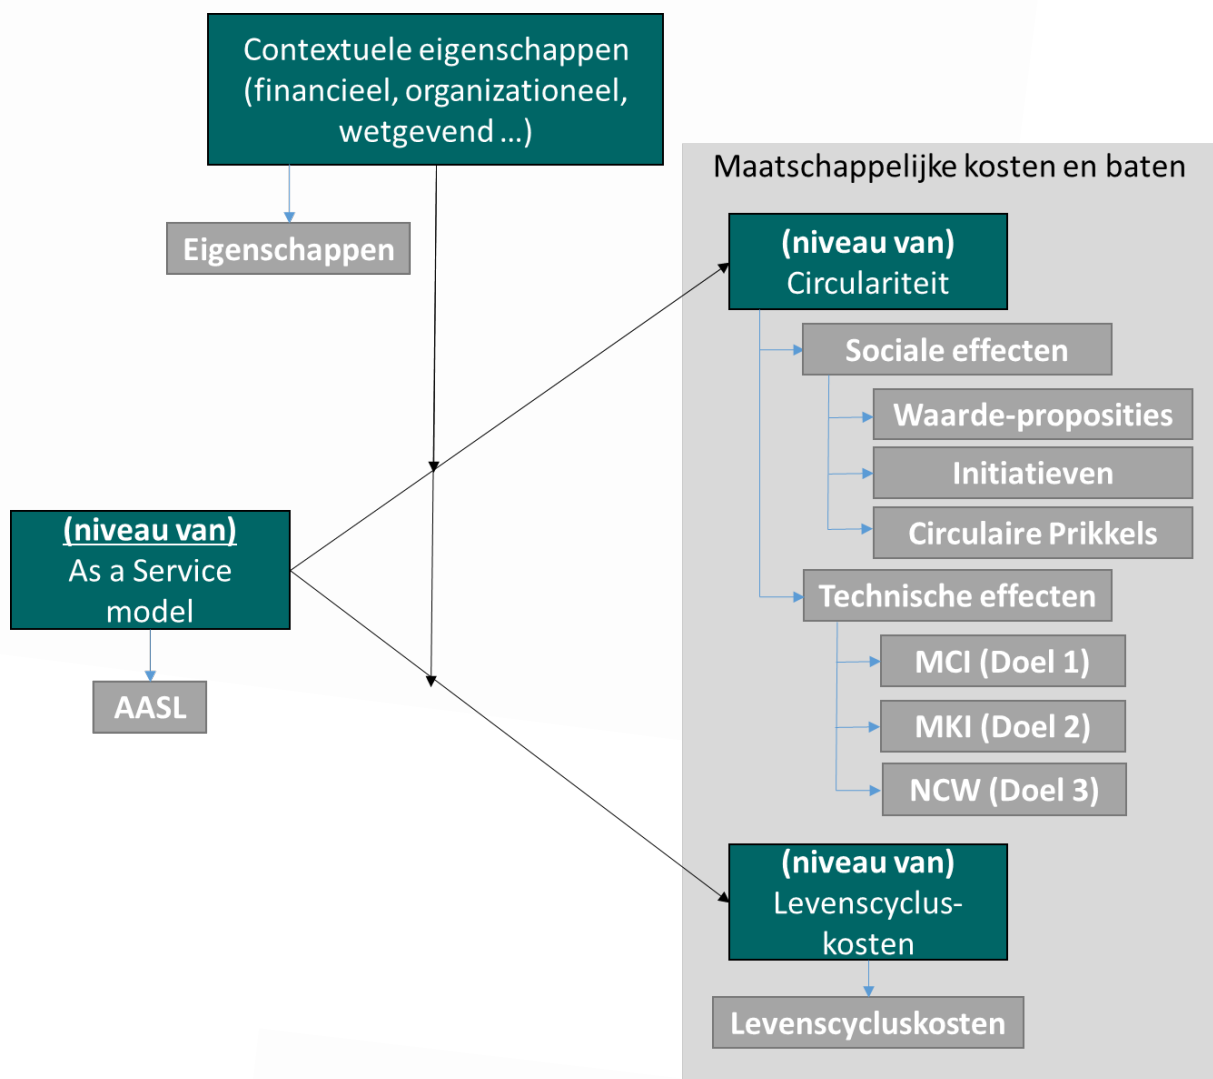 Contextuele eigenschappen
(financieel, organizationeel,
wetgevend ...)
Eigenschappen
Maatschappelijke kosten en baten
(niveau van)
Circulariteit
Sociale effecten
Waarde-proposities
Initiatieven
Circulaire Prikkels
(niveau van)
As a Service
model
AASL
Technische effecten
MCI (Doel 1)
MKI (Doel 2)
NCW (Doel 3)
(niveau van)
Levenscyclus-
kosten
Levenscycluskosten